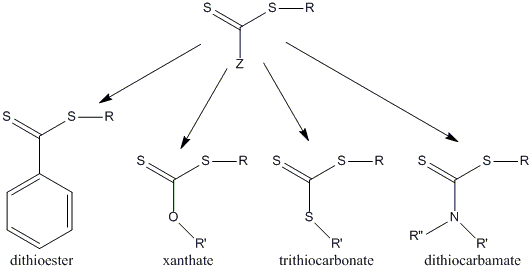 S S R
Z
S S R
S S R
S S R
S S R
O
S
N
R'
R'
R" R'
dithioester xanthate trithiocarbonate dithiocarbamate